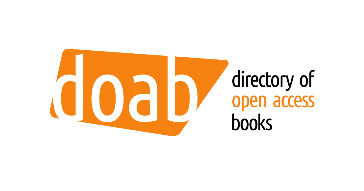 doab
directory of
open access
books